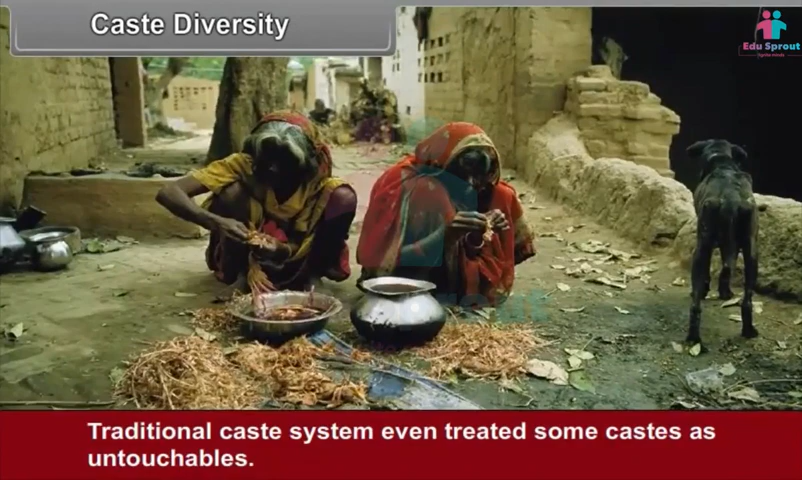 Caste Diversity
Edu Sprout
Traditional caste system even treated some castes as
untouchables.